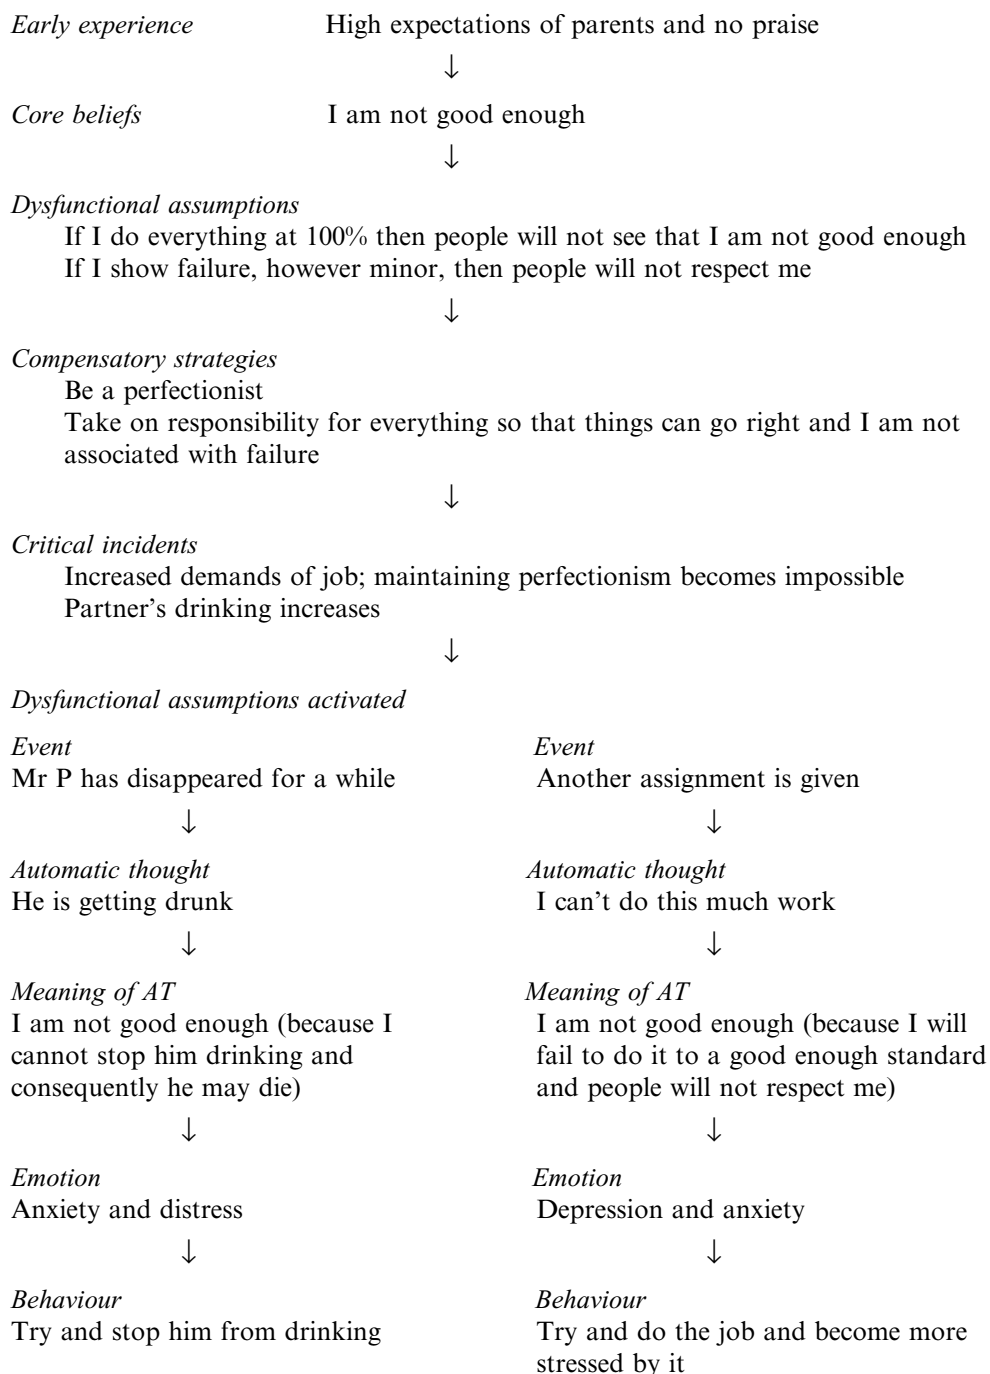 Early experience High expectations of parents and no praise
↓
Core beliefs I am not good enough
↓
Dysfunctional assumptions
If I do everything at 100% then people will not see that I am not good enough
If I show failure, however minor, then people will not respect me
↓
Compensatory strategies
Be a perfectionist
Take on responsibility for everything so that things can go right and I am not
associated with failure
↓
Critical incidents
Increased demands of job; maintaining perfectionism becomes impossible
Partner's drinking increases
↓
Dysfunctional assumptions activated
Event
Mr P has disappeared for a while
↓
Automatic thought
He is getting drunk
↓
Meaning of AT
I am not good enough (because I
cannot stop him drinking and
consequently he may die)
↓
Emotion
Anxiety and distress
↓
Behaviour
Try and stop him from drinking
Event
Another assignment is given
↓
Automatic thought
I can't do this much work
↓
Meaning of AT
I am not good enough (because I will
fail to do it to a good enough standard
and people will not respect me)
↓
Emotion
Depression and anxiety
↓
Behaviour
Try and do the job and become more
stressed by it